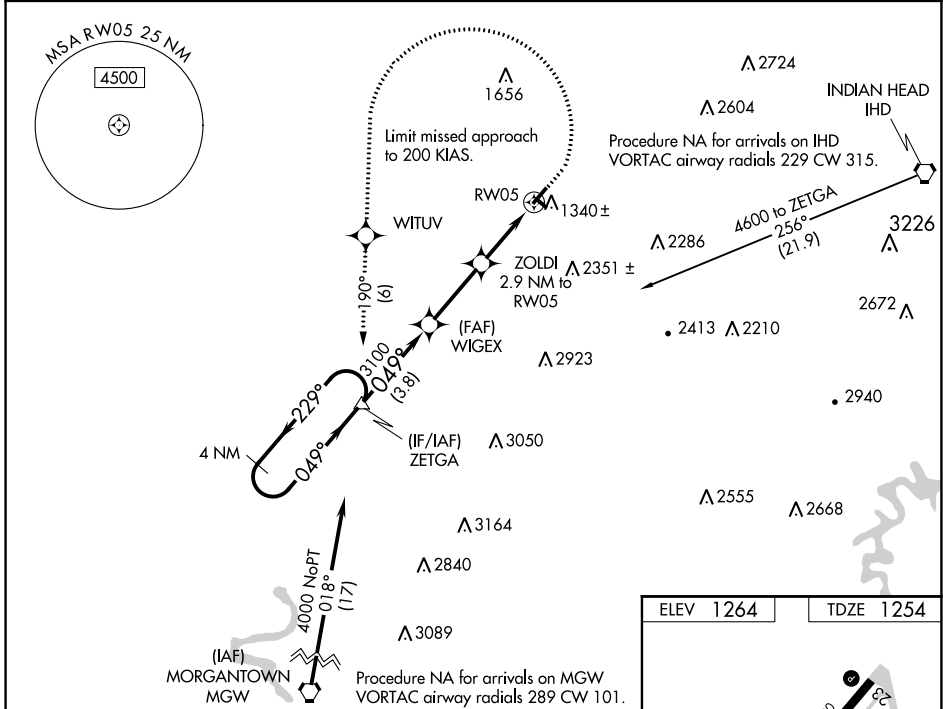 MSA RW05 25 NM
4500
1656
2724
2604
INDIAN HEAD
IHD
Limit missed approach
to 200 KIAS.
Procedure NA for arrivals on IHD
VORTAC airway radials 229 CW 315.
RW05
1340 ±
4600 to ZETGA
256°
(21.9)
3226
WITUV
2286
ZOLDI
2.9 NM to
RW05
2351 ±
190°
(6)
2672
(FAF)
WIGEX
2413
2210
3100
049°
(3.8)
2923
2940
229°
049°
4 NM
(IF/IAF)
ZETGA
3050
2555
2668
3164
4000 NoPT
018°
(17)
2840
3089
ELEV 1264
TDZE 1254
(IAF)
MORGANTOWN
MGW
Procedure NA for arrivals on MGW
VORTAC airway radials 289 CW 101.
23